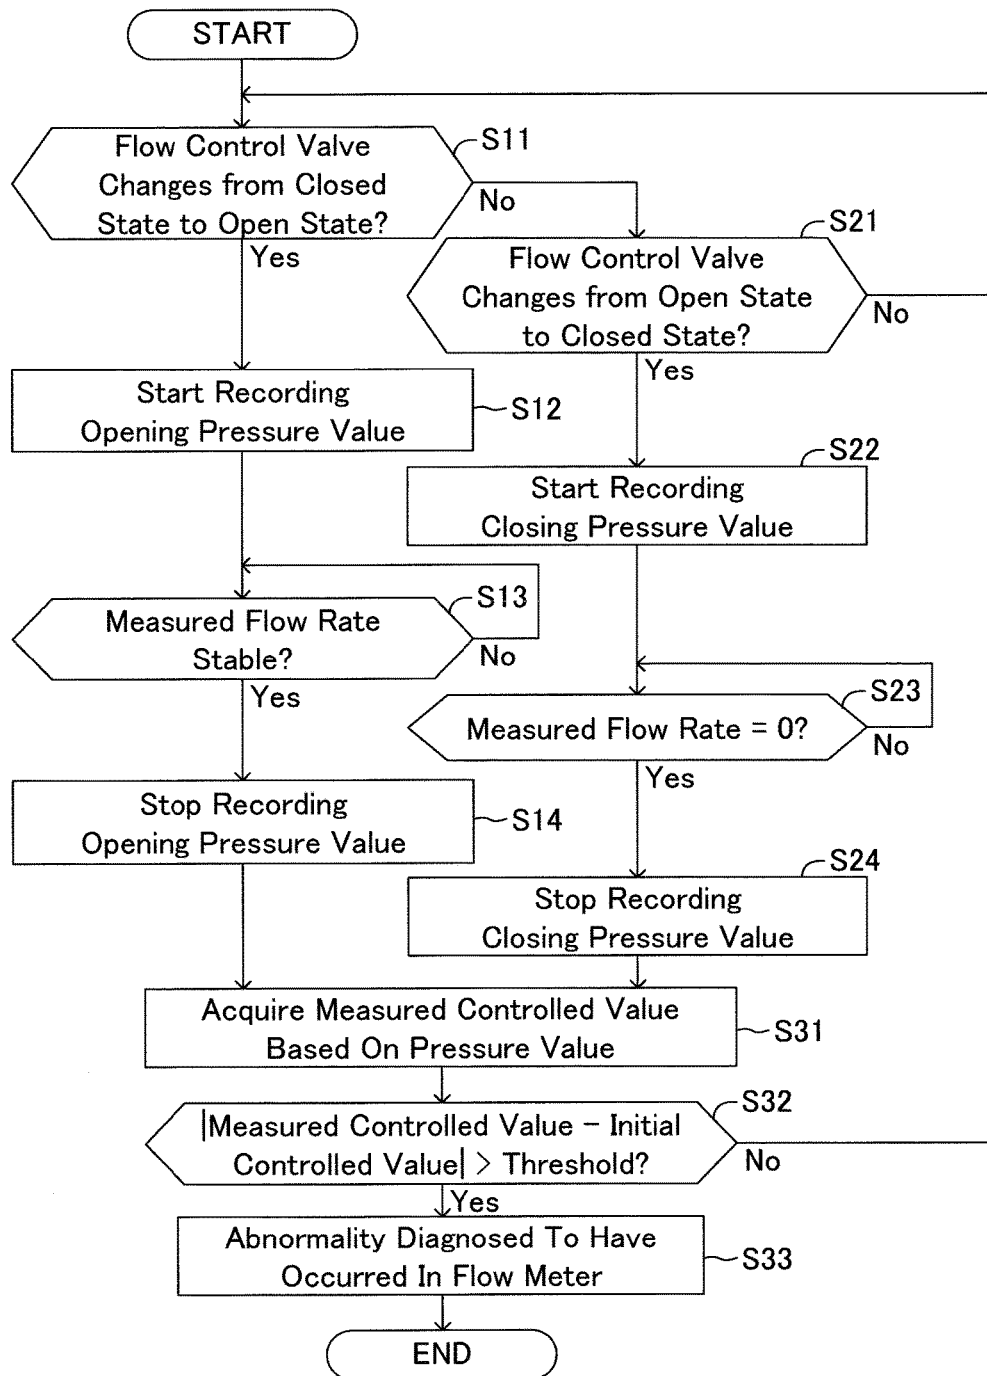 START
Flow Control Valve
Changes from Closed
State to Open State?
S11
No
Yes
Flow Control Valve
Changes from Open State
to Closed State?
S21
No
Yes
Start Recording
Opening Pressure Value
S12
Start Recording
Closing Pressure Value
S22
Measured Flow Rate
Stable?
S13
No
Yes
Measured Flow Rate = 0?
S23
No
Yes
Stop Recording
Opening Pressure Value
S14
Stop Recording
Closing Pressure Value
S24
Acquire Measured Controlled Value
Based On Pressure Value
S31
|Measured Controlled Value – Initial
Controlled Value| > Threshold?
S32
No
Yes
Abnormality Diagnosed To Have
Occurred In Flow Meter
S33
END